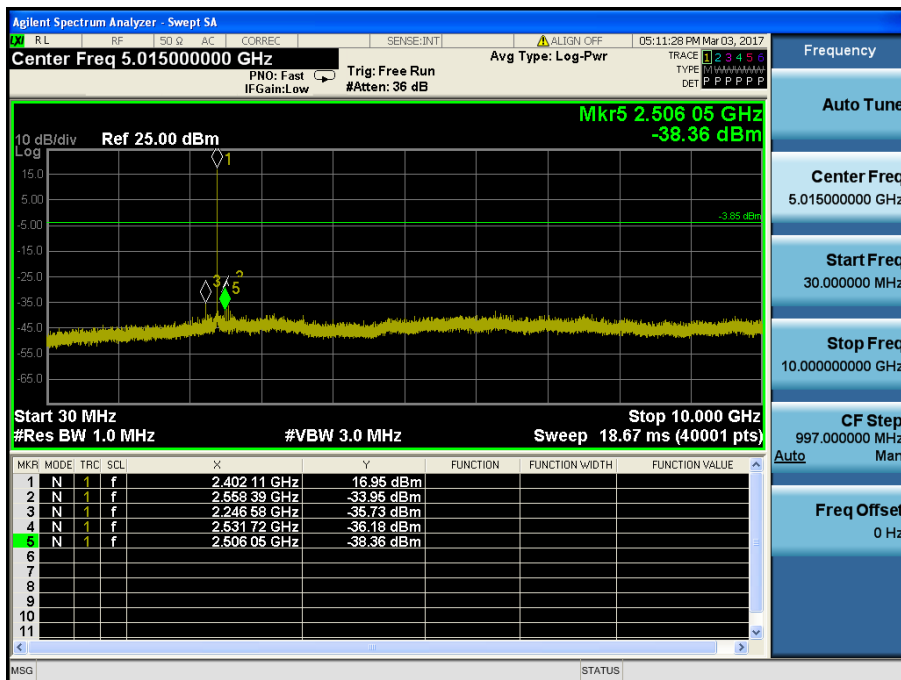 Agilent Spectrum Analyzer - Swept SA
LXI RL RF 50 Ω AC CORREC SENSE:INT ALIGN OFF 05:11:28 PM Mar 03, 2017
Center Freq 5.015000000 GHz
PNO: Fast
IFGain:Low
Trig: Free Run
#Atten: 36 dB
Avg Type: Log-Pwr
TRACE 1 2 3 4 5 6
TYPE M
DET P P P P P P
Mkr5 2.506 05 GHz
-38.36 dBm
10 dB/div Ref 25.00 dBm
Log
1
15.0
5.00
-3.85 dBm
-5.00
-15.0
-25.0
3
5
-35.0
-45.0
-55.0
-65.0
Start 30 MHz Stop 10.000 GHz
#Res BW 1.0 MHz #VBW 3.0 MHz Sweep 18.67 ms (40001 pts)
MKR MODE TRC SCL X Y FUNCTION FUNCTION WIDTH FUNCTION VALUE
1 N 1 f 2.402 11 GHz 16.95 dBm
2 N 1 f 2.558 39 GHz -33.95 dBm
3 N 1 f 2.246 58 GHz -35.73 dBm
4 N 1 f 2.531 72 GHz -36.18 dBm
5 N 1 f 2.506 05 GHz -38.36 dBm
6
7
8
9
10
11
MSG STATUS
Frequency
Auto Tune
Center Freq
5.015000000 GHz
Start Freq
30.000000 MHz
Stop Freq
10.000000000 GHz
CF Step
997.000000 MHz
Auto Man
Freq Offset
0 Hz